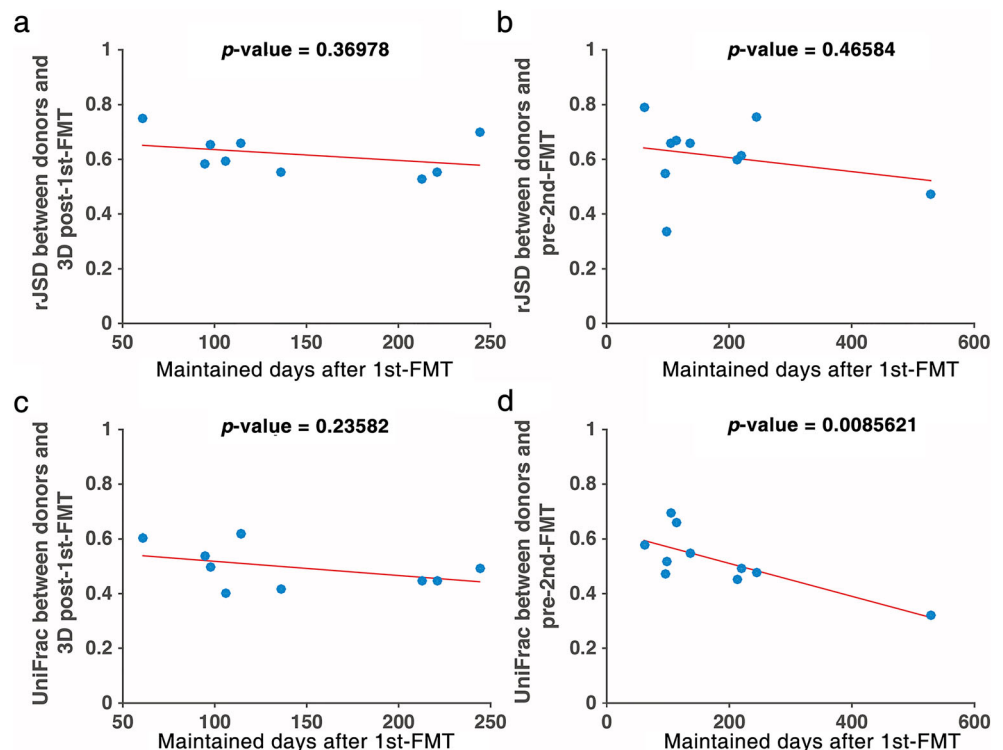 a
p-value = 0.36978
rJSD between donors and
3D post-1st-FMT
1
0.8
0.6
0.4
0.2
0
50
100
150
200
250
Maintained days after 1st-FMT
b
p-value = 0.46584
rJSD between donors and
pre-2nd-FMT
1
0.8
0.6
0.4
0.2
0
0
200
400
600
Maintained days after 1st-FMT
c
p-value = 0.23582
UniFrac between donors and
3D post-1st-FMT
1
0.8
0.6
0.4
0.2
0
50
100
150
200
250
Maintained days after 1st-FMT
d
p-value = 0.0085621
UniFrac between donors and
pre-2nd-FMT
1
0.8
0.6
0.4
0.2
0
0
200
400
600
Maintained days after 1st-FMT